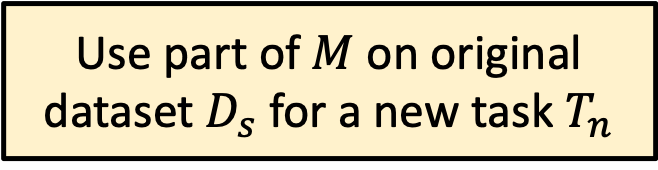 Use part of M on original
dataset Dₛ for a new task Tₙ